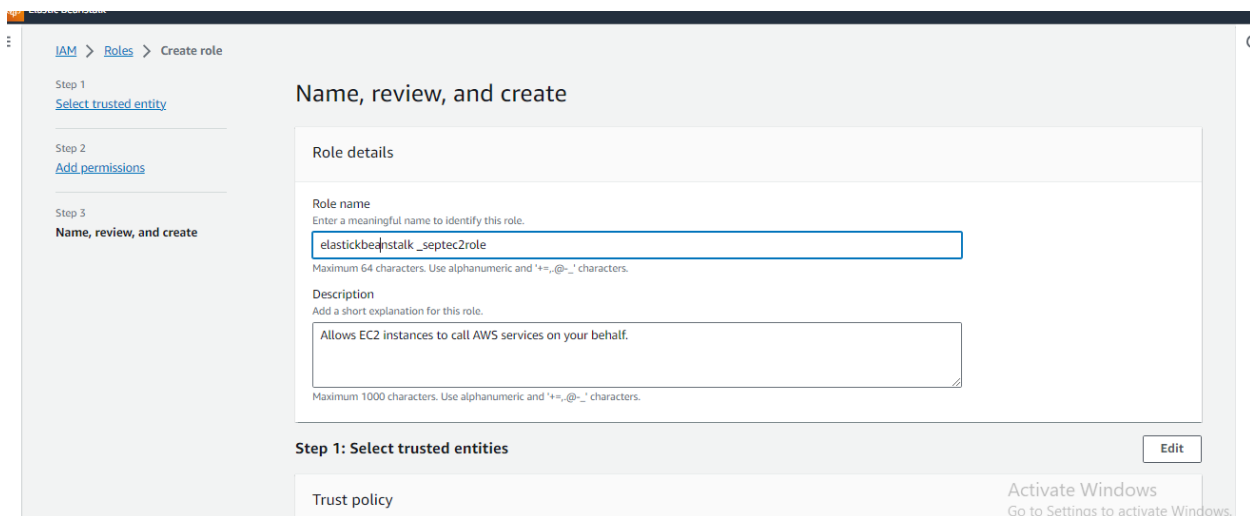 Elastic Beanstalk
IAM > Roles > Create role
Step 1
Select trusted entity
Step 2
Add permissions
Step 3
Name, review, and create
Name, review, and create
Role details
Role name
Enter a meaningful name to identify this role.
elastickbeanstalk _septec2role
Maximum 64 characters. Use alphanumeric and '+=,.@-_' characters.
Description
Add a short explanation for this role.
Allows EC2 instances to call AWS services on your behalf.
Maximum 1000 characters. Use alphanumeric and '+=,.@-_' characters.
Step 1: Select trusted entities
Edit
Trust policy
Activate Windows
Go to Settings to activate Windows.